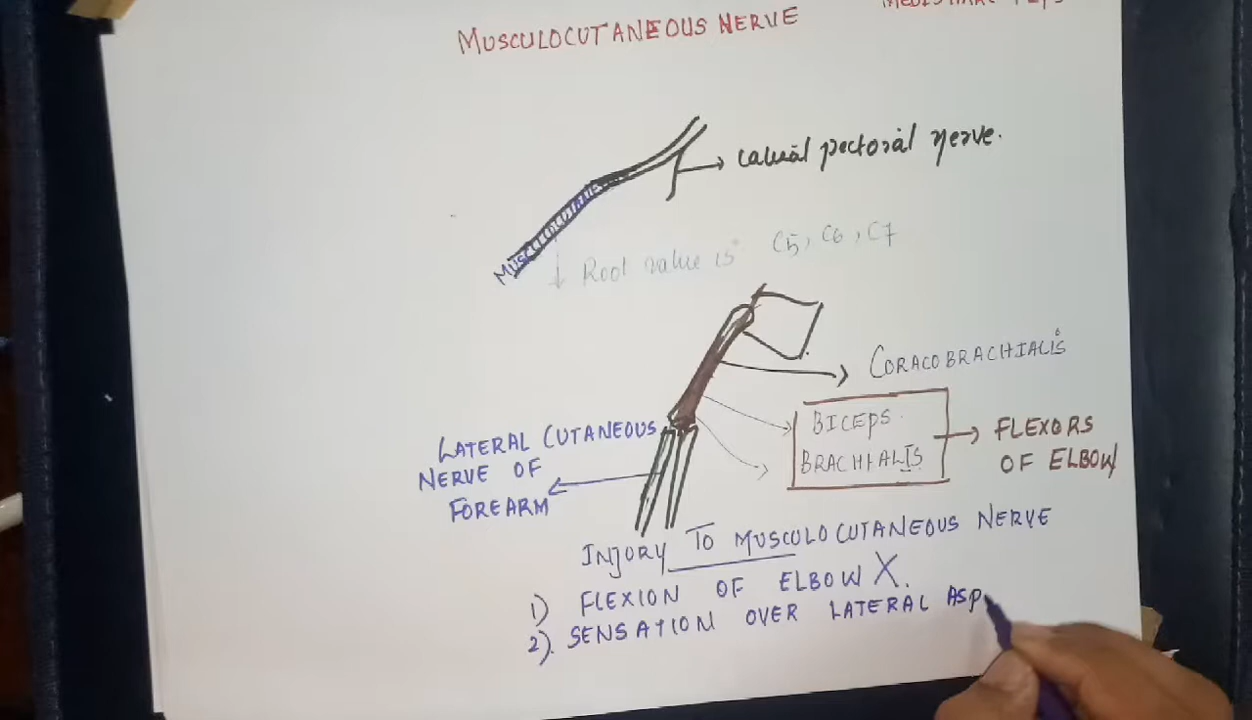 MUSCULOCUTANEOUS NERVE
Lateral pectoral nerve.
MUSCULOCUTANE
Root value is C5, C6, C7
CORACOBRACHIALIS
BICEPS
BRACHIALIS
FLEXORS
OF ELBOW
LATERAL CUTANEOUS
NERVE OF
FOREARM
INJURY TO MUSCULOCUTANEOUS NERVE
1) FLEXION OF ELBOW X.
2). SENSATION OVER LATERAL ASP